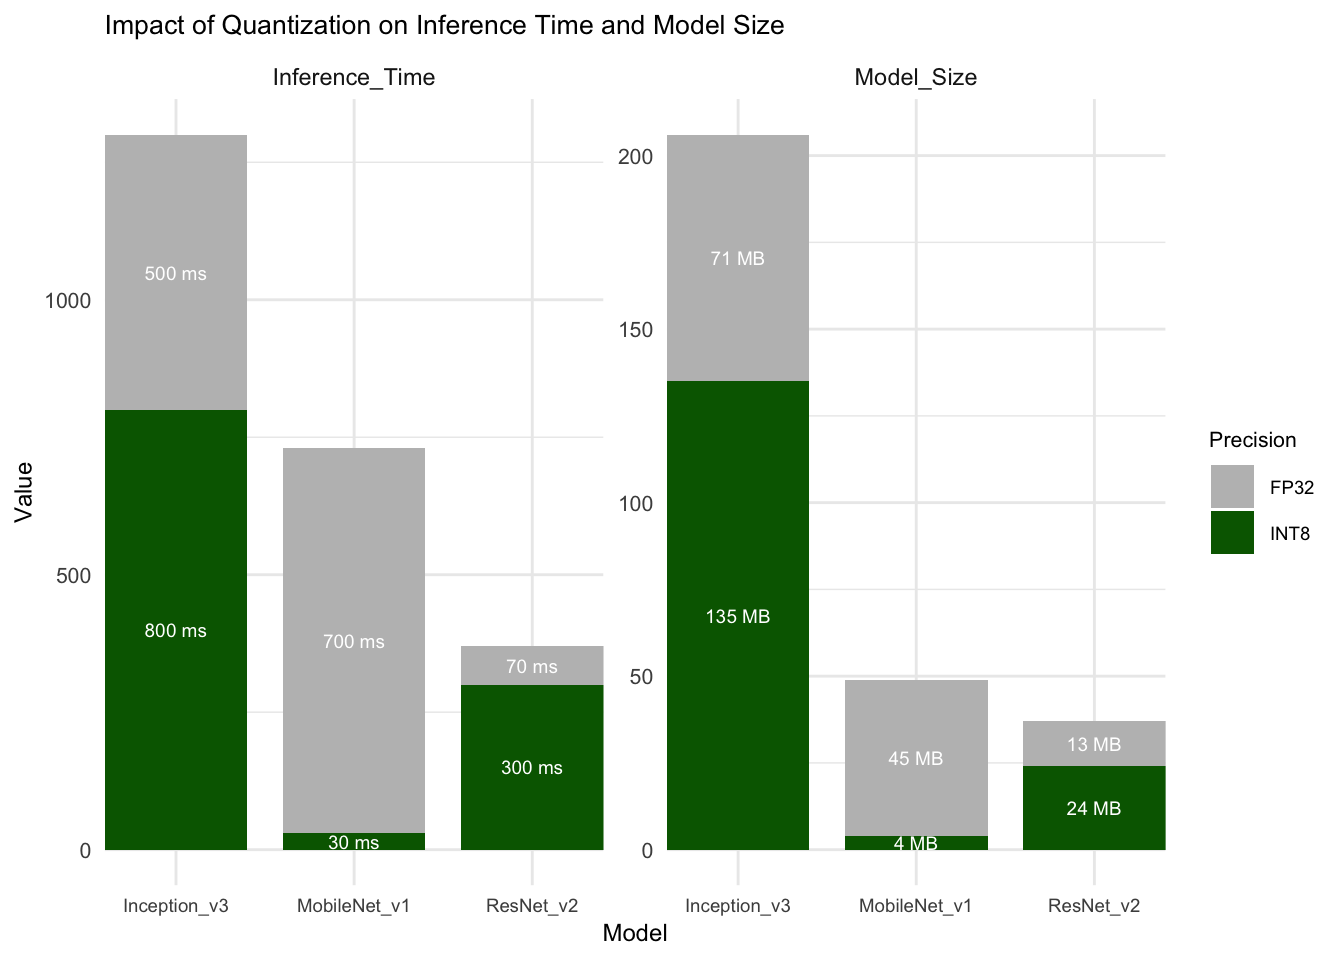 Impact of Quantization on Inference Time and Model Size
Inference_Time
Model_Size
Value
1000
500
0
500 ms
800 ms
700 ms
30 ms
70 ms
300 ms
Inception_v3
MobileNet_v1
ResNet_v2
200
150
100
50
0
71 MB
135 MB
45 MB
4 MB
13 MB
24 MB
Inception_v3
MobileNet_v1
ResNet_v2
Model
Precision
FP32
INT8